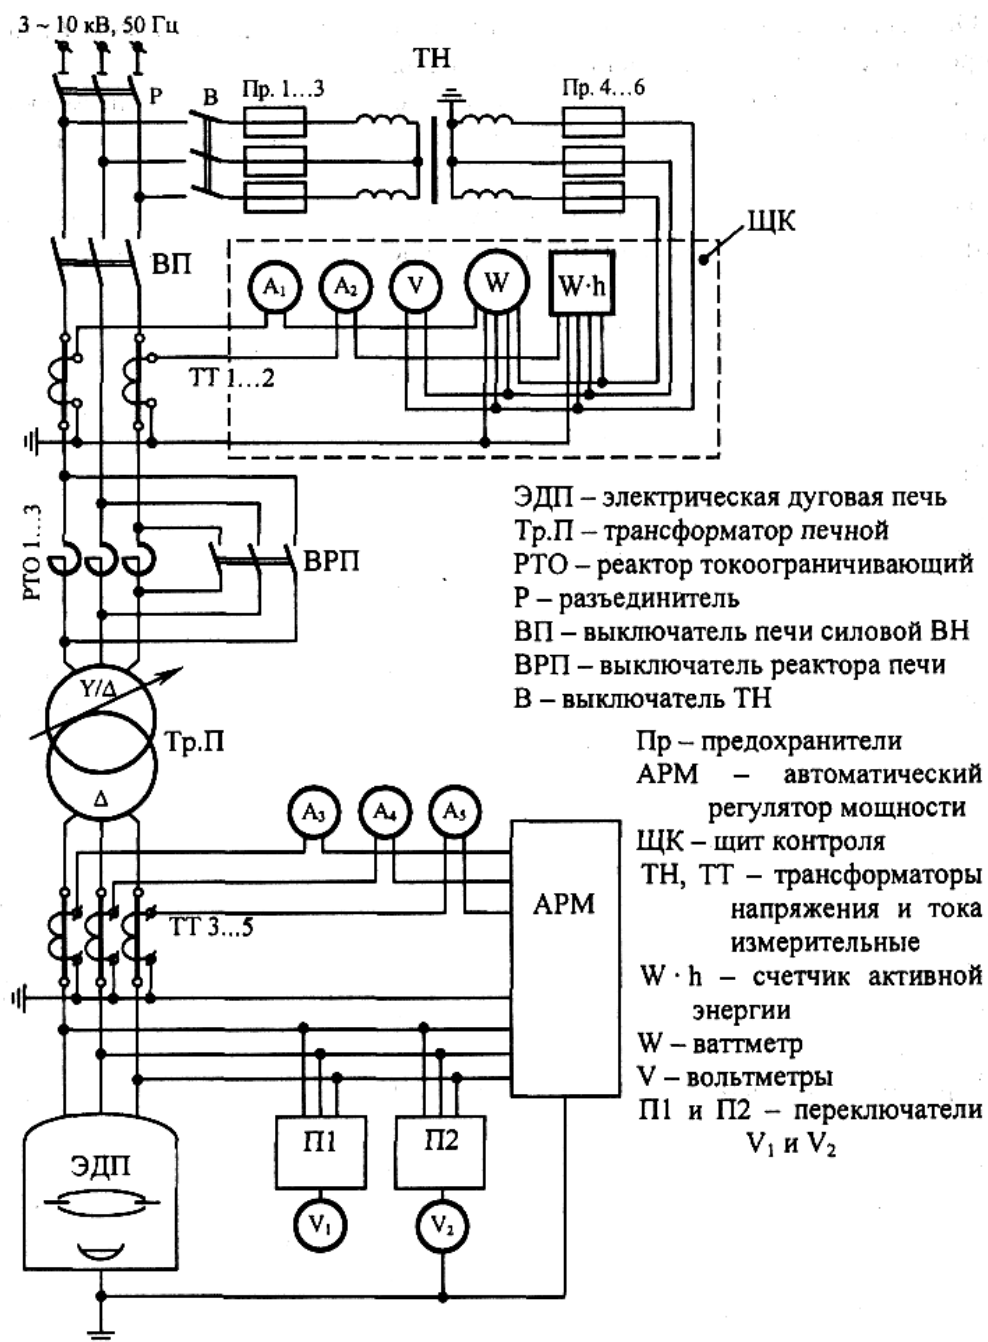 3 ~ 10 кВ, 50 Гц
ТН
Р
В
Пр. 1...3
Пр. 4...6
ЩК
ВП
A₁
A₂
V
W
W·h
ТТ 1...2
РТО 1...3
ВРП
ЭДП – электрическая дуговая печь
Тр.П – трансформатор печной
РТО – реактор токоограничивающий
Р – разъединитель
ВП – выключатель печи силовой ВН
ВРП – выключатель реактора печи
В – выключатель ТН
Y/Δ
Тр.П
Δ
Пр – предохранители
АРМ – автоматический
регулятор мощности
ЩК – щит контроля
ТН, ТТ – трансформаторы
напряжения и тока
измерительные
W · h – счетчик активной
энергии
W – ваттметр
V – вольтметры
П1 и П2 – переключатели
V₁ и V₂
A₃
A₄
A₅
АРМ
ТТ 3...5
П1
П2
ЭДП
V₁
V₂